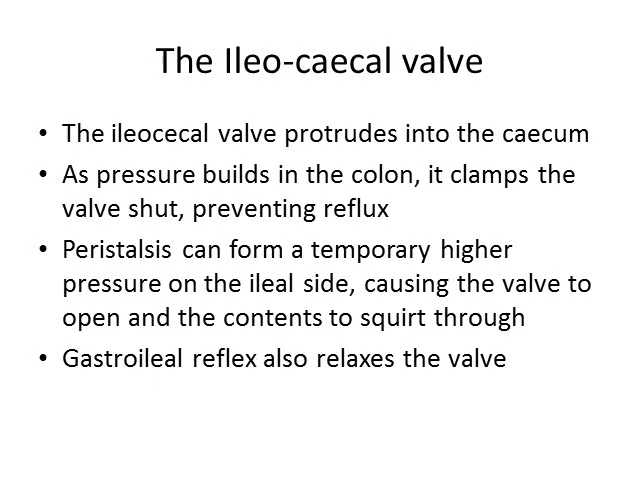 The Ileo-caecal valve
• The ileocecal valve protrudes into the caecum
• As pressure builds in the colon, it clamps the
valve shut, preventing reflux
• Peristalsis can form a temporary higher
pressure on the ileal side, causing the valve to
open and the contents to squirt through
• Gastroileal reflex also relaxes the valve